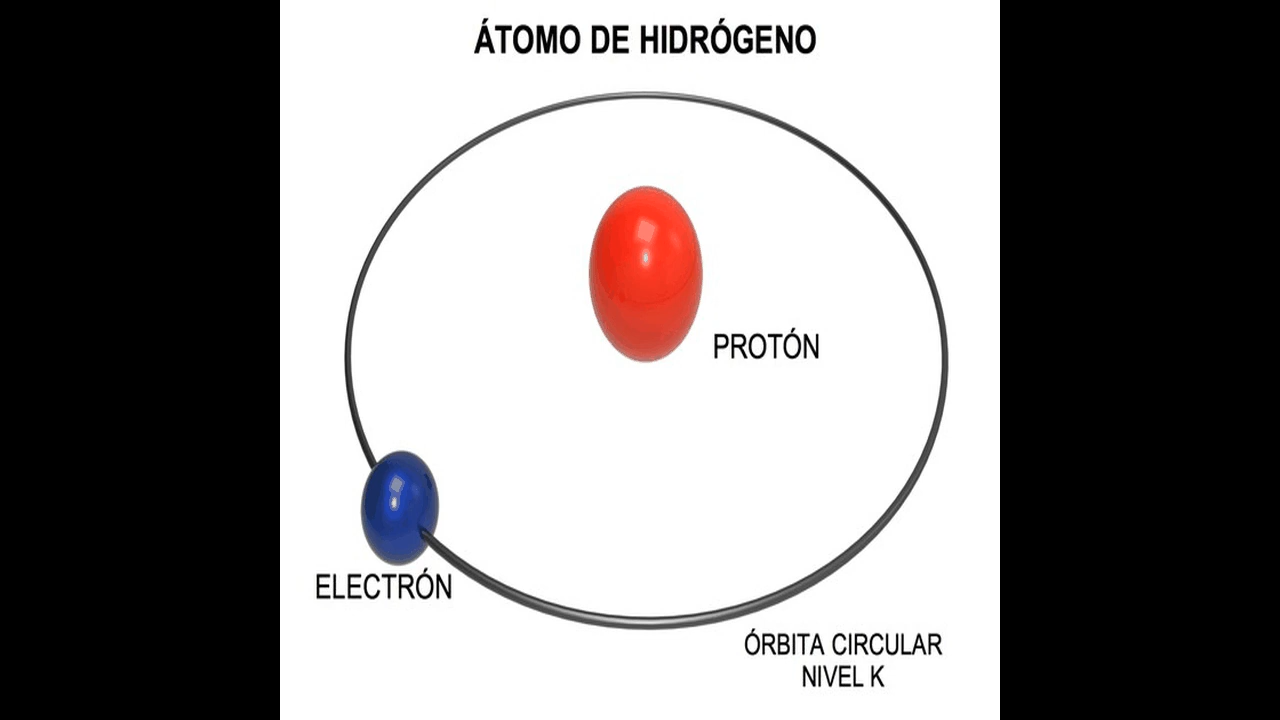 ÁTOMO DE HIDRÓGENO
PROTÓN
ELECTRÓN
ÓRBITA CIRCULAR
NIVEL K